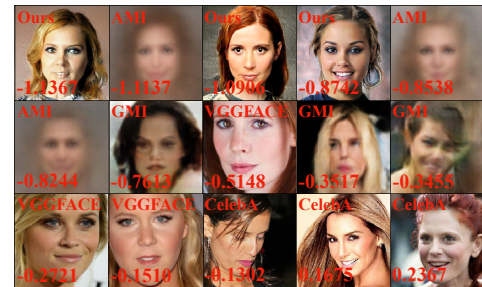 Ours AMI Ours Ours AMI
-1.1367 -1.1137 -1.0906 -0.8742 -0.8538
AMI GMI VGGFACE GMI GMI
-0.8244 -0.7613 -0.5148 -0.3517 -0.3455
VGGFACE VGGFACE CelebA CelebA CelebA
-0.2721 -0.1510 -0.1302 0.1675 0.2367